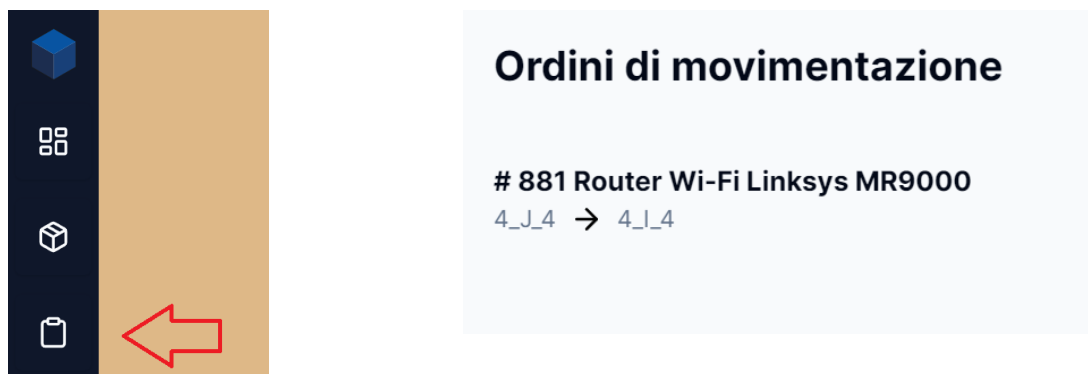 Ordini di movimentazione
# 881 Router Wi-Fi Linksys MR9000
4_J_4 → 4_I_4